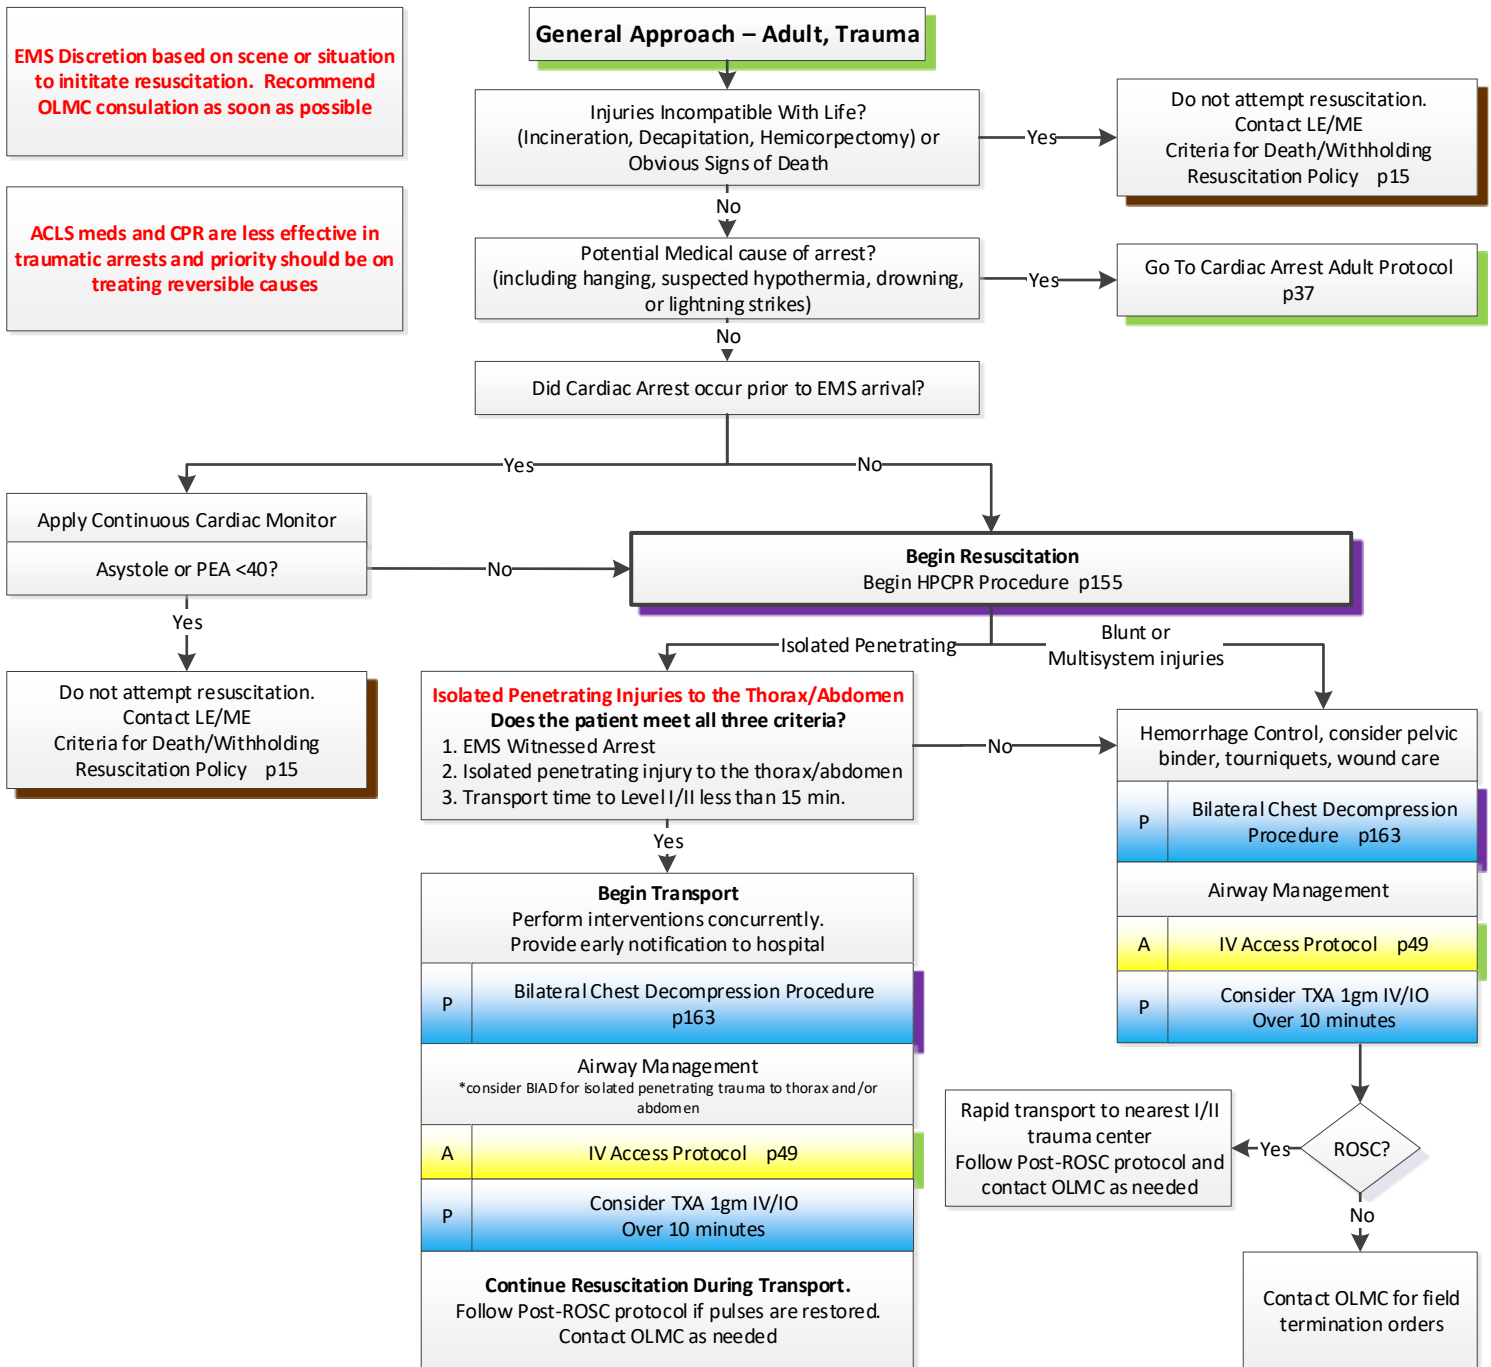 General Approach – Adult, Trauma
EMS Discretion based on scene or situation
to inititate resuscitation.  Recommend
OLMC consulation as soon as possible
Injuries Incompatible With Life?
(Incineration, Decapitation, Hemicorpectomy) or
Obvious Signs of Death
Yes
Do not attempt resuscitation.
Contact LE/ME
Criteria for Death/Withholding
Resuscitation Policy p15
No
ACLS meds and CPR are less effective in
traumatic arrests and priority should be on
treating reversible causes
Potential Medical cause of arrest?
(including hanging, suspected hypothermia, drowning,
or lightning strikes)
Yes
Go To Cardiac Arrest Adult Protocol
p37
No
Did Cardiac Arrest occur prior to EMS arrival?
Yes
No
Apply Continuous Cardiac Monitor
Asystole or PEA <40?
No
Begin Resuscitation
Begin HPCPR Procedure p155
Yes
Do not attempt resuscitation.
Contact LE/ME
Criteria for Death/Withholding
Resuscitation Policy p15
Isolated Penetrating
Blunt or
Multisystem injuries
Isolated Penetrating Injuries to the Thorax/Abdomen
Does the patient meet all three criteria?
1. EMS Witnessed Arrest
2. Isolated penetrating injury to the thorax/abdomen
3. Transport time to Level I/II less than 15 min.
No
Yes
Begin Transport
Perform interventions concurrently.
Provide early notification to hospital
P
Bilateral Chest Decompression Procedure
p163
Airway Management
*consider BIAD for isolated penetrating trauma to thorax and/or
abdomen
A
IV Access Protocol p49
P
Consider TXA 1gm IV/IO
Over 10 minutes
Continue Resuscitation During Transport.
Follow Post-ROSC protocol if pulses are restored.
Contact OLMC as needed
Hemorrhage Control, consider pelvic
binder, tourniquets, wound care
P
Bilateral Chest Decompression
Procedure p163
Airway Management
A
IV Access Protocol p49
P
Consider TXA 1gm IV/IO
Over 10 minutes
ROSC?
Yes
Rapid transport to nearest I/II
trauma center
Follow Post-ROSC protocol and
contact OLMC as needed
No
Contact OLMC for field
termination orders